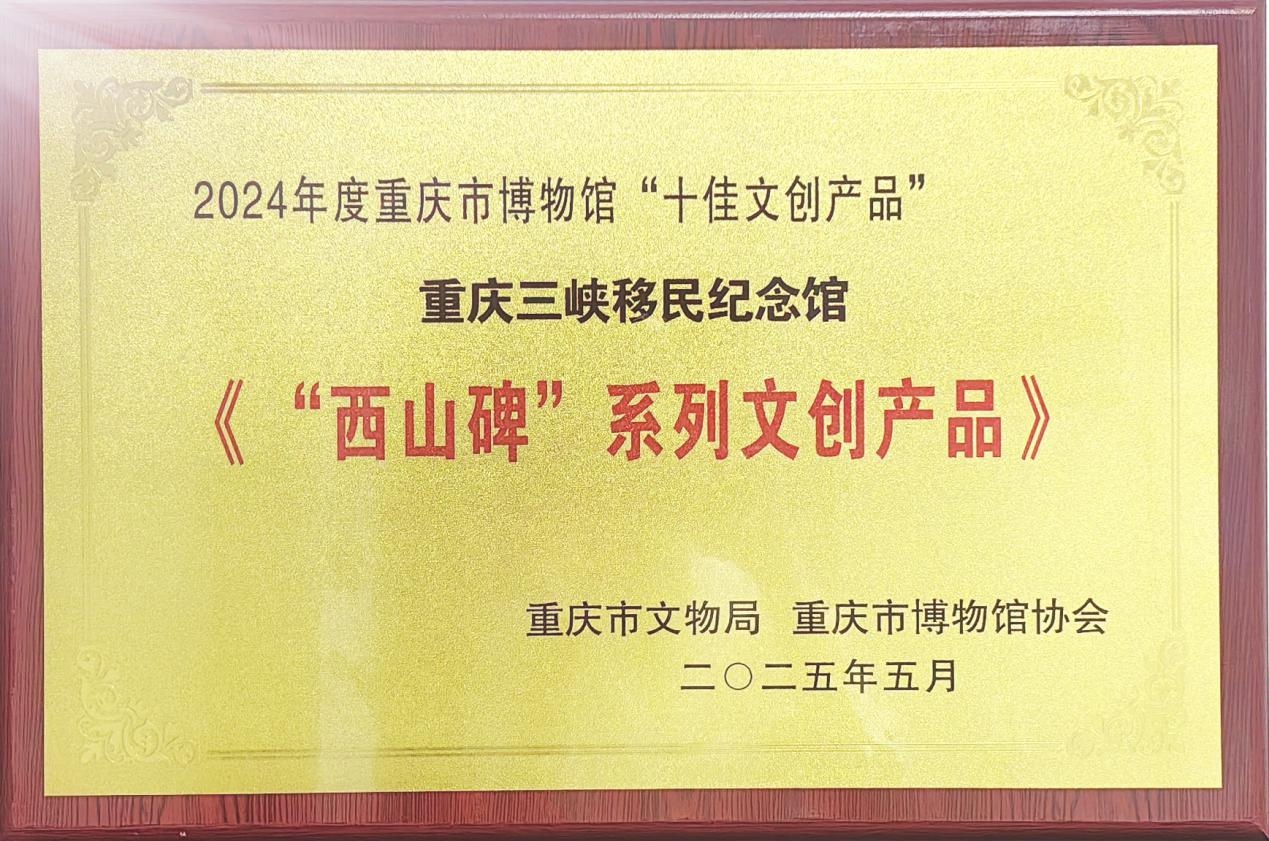 2024年度重庆市博物馆“十佳文创产品”
重庆三峡移民纪念馆
《“西山碑”系列文创产品》
重庆市文物局 重庆市博物馆协会
二〇二五年五月